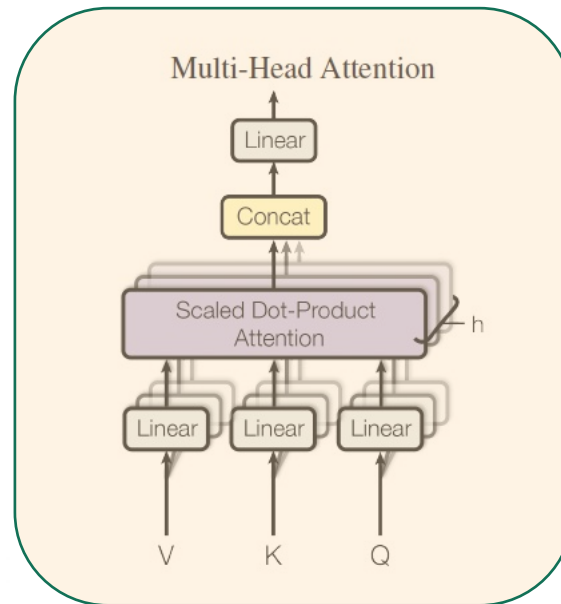 Multi-Head Attention
Linear
Concat
Scaled Dot-Product
Attention
h
Linear Linear Linear
V K Q